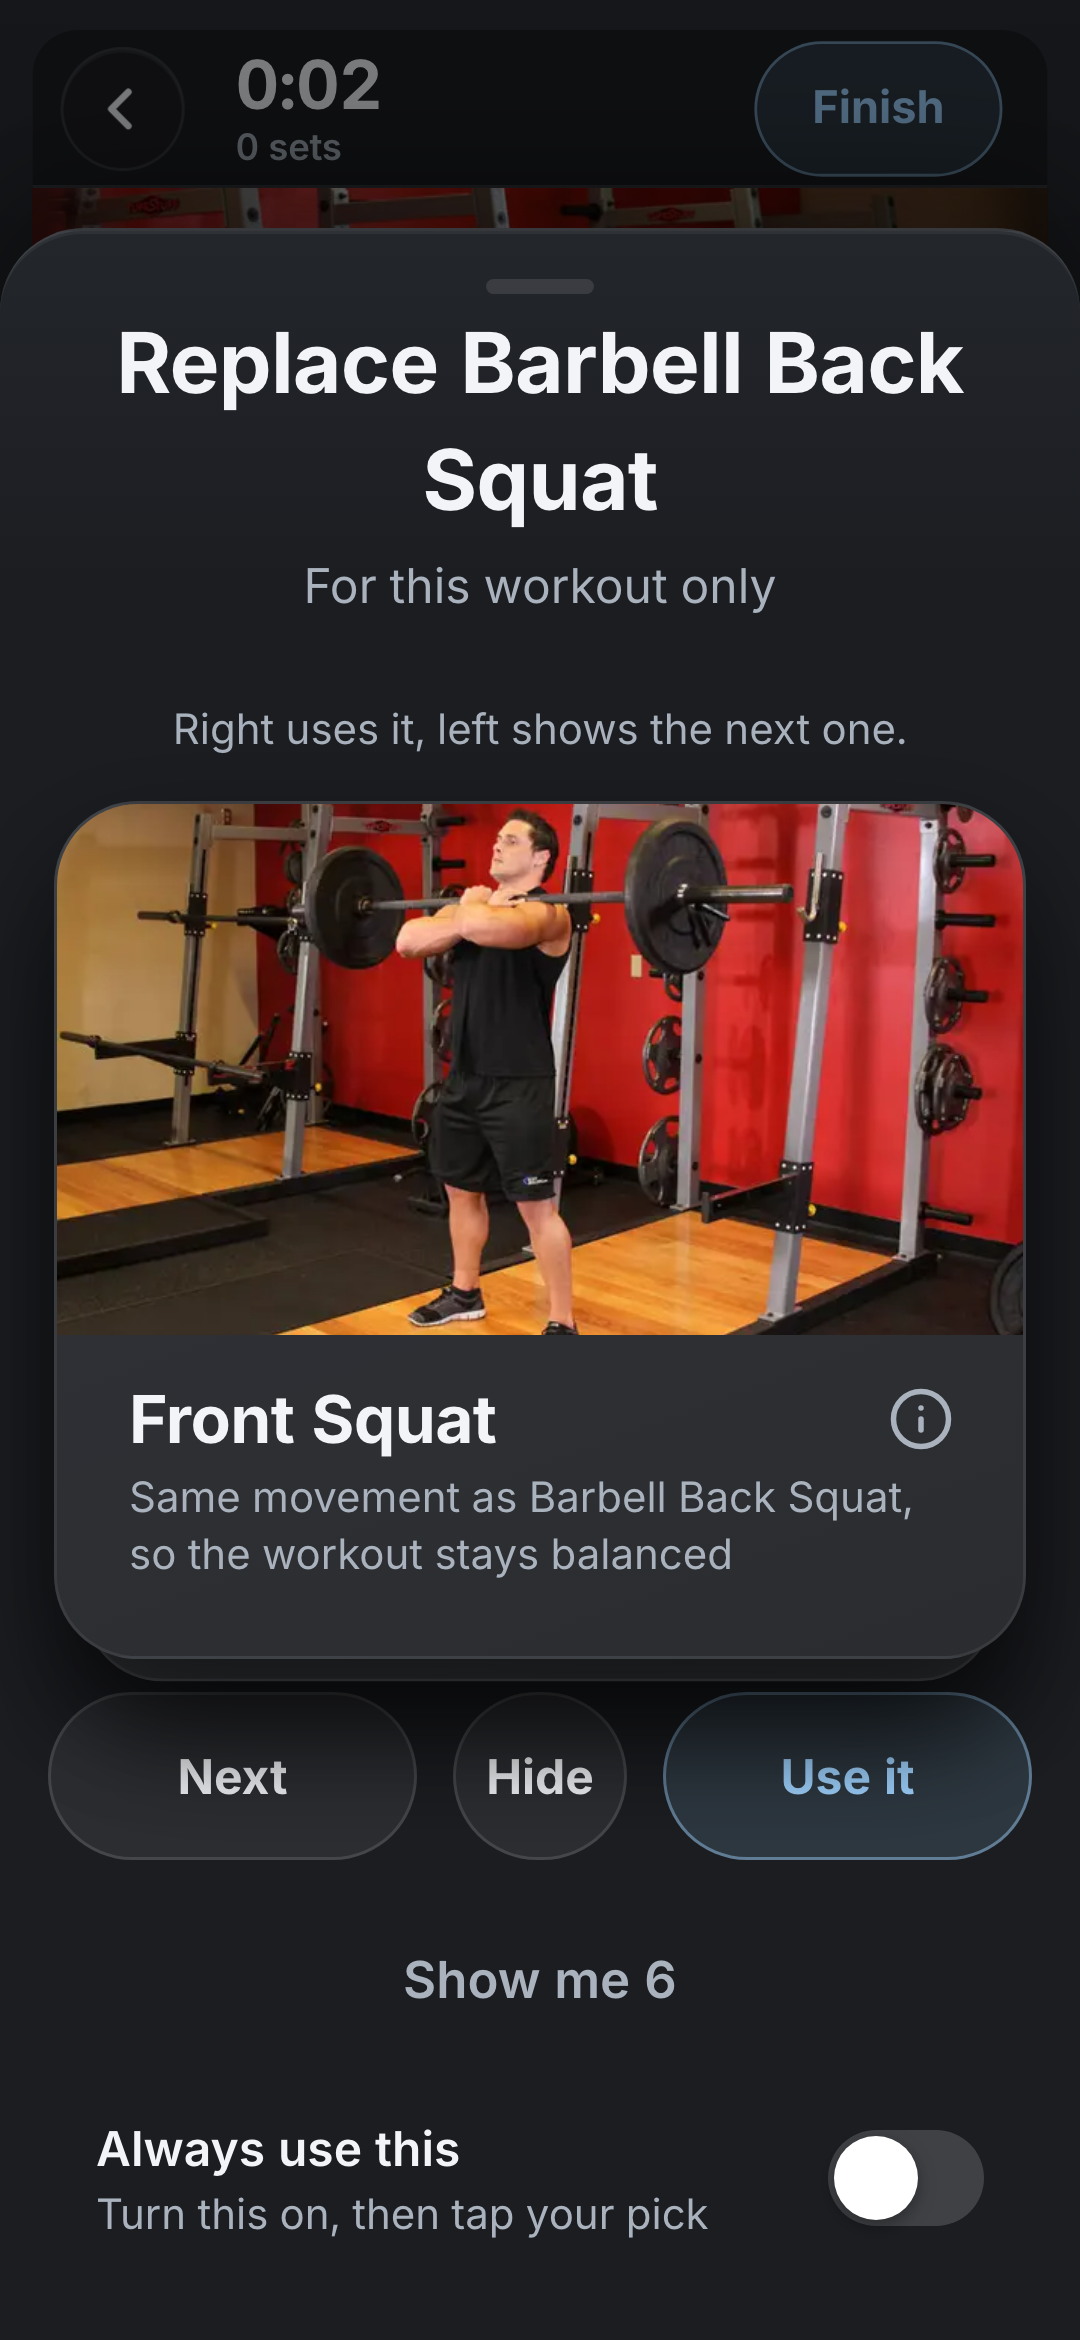 0:02
0 sets
Finish
Replace Barbell Back
Squat
For this workout only
Right uses it, left shows the next one.
Front Squat
Same movement as Barbell Back Squat,
so the workout stays balanced
Next
Hide
Use it
Show me 6
Always use this
Turn this on, then tap your pick